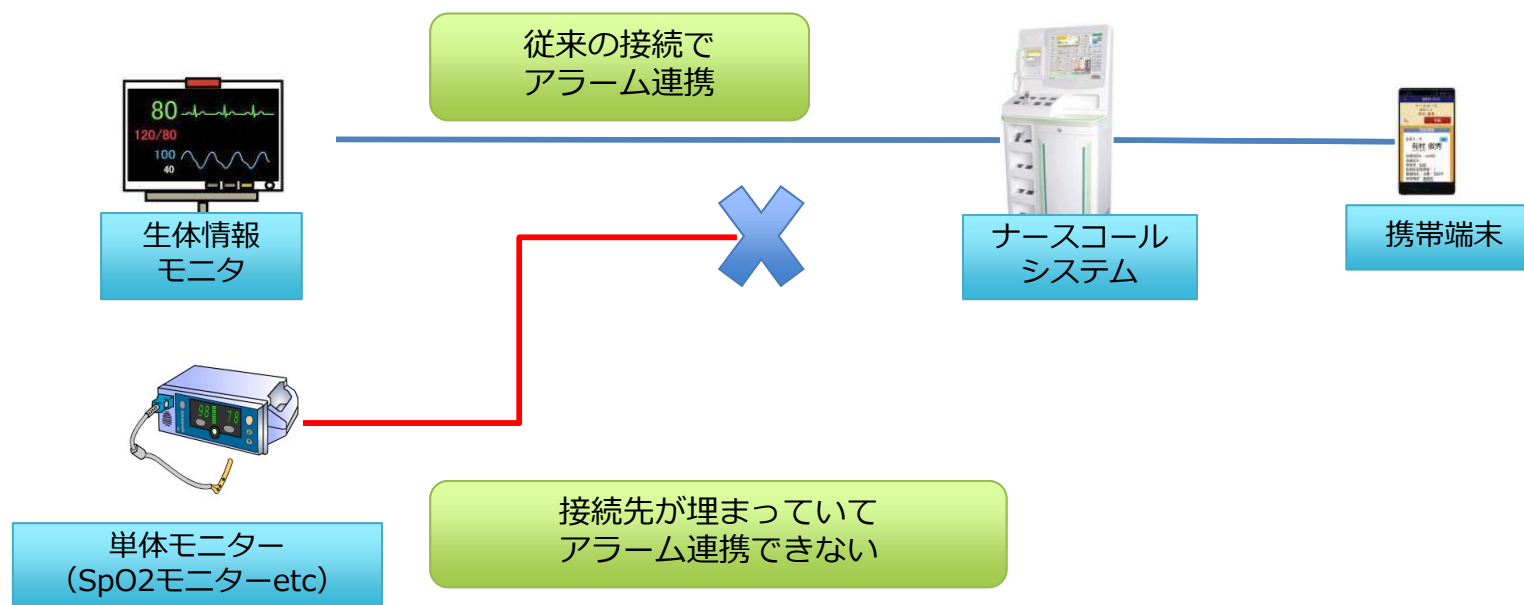 従来の接続で
アラーム連携
80
120/80
100
40
生体情報
モニタ
ナースコール
システム
携帯端末
98 78
単体モニター
（SpO2モニターetc）
接続先が埋まっていて
アラーム連携できない